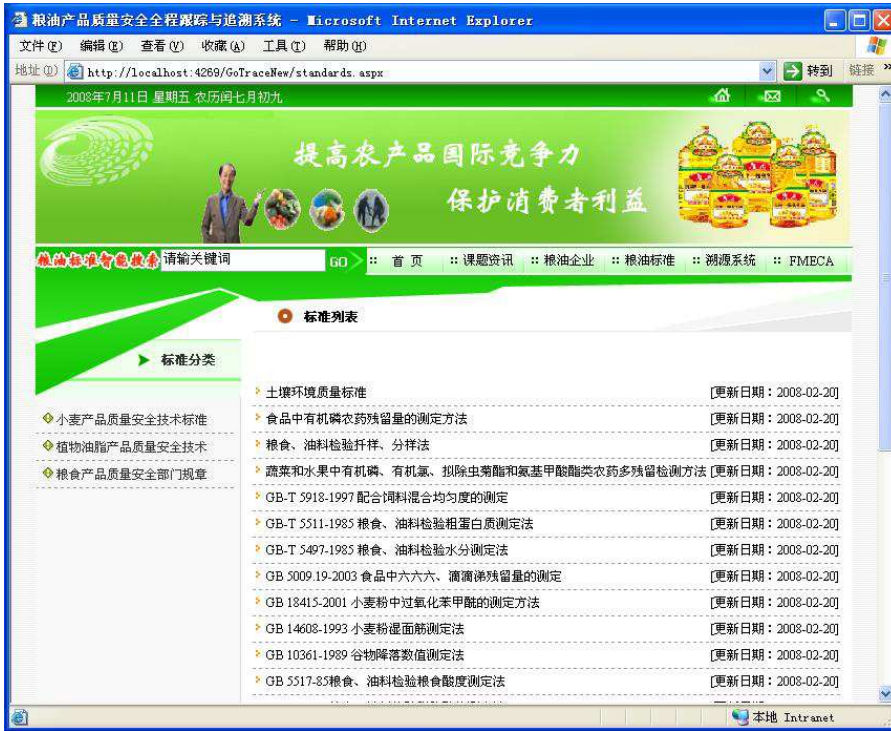 粮油产品质量安全全程跟踪与追溯系统 - Microsoft Internet Explorer
文件(F) 编辑(E) 查看(V) 收藏(A) 工具(T) 帮助(H)
地址(D) http://localhost:4269/GoTraceNew/standards.aspx 转到 链接 »
2008年7月11日 星期五 农历闰七月初九
提高农产品国际竞争力
保护消费者利益
粮油标准智能搜索 请输关键词 GO :: 首 页 :: 课题资讯 :: 粮油企业 :: 粮油标准 :: 溯源系统 :: FMECA
标准列表
标准分类
小麦产品质量安全技术标准
植物油脂产品质量安全技术
粮食产品质量安全部门规章
土壤环境质量标准 [更新日期：2008-02-20]
食品中有机磷农药残留量的测定方法 [更新日期：2008-02-20]
粮食、油料检验扦样、分样法 [更新日期：2008-02-20]
蔬菜和水果中有机磷、有机氯、拟除虫菊酯和氨基甲酸酯类农药多残留检测方法 [更新日期：2008-02-20]
GB-T 5918-1997 配合饲料混合均匀度的测定 [更新日期：2008-02-20]
GB-T 5511-1985 粮食、油料检验粗蛋白质测定法 [更新日期：2008-02-20]
GB-T 5497-1985 粮食、油料检验水分测定法 [更新日期：2008-02-20]
GB 5009.19-2003 食品中六六六、滴滴涕残留量的测定 [更新日期：2008-02-20]
GB 18415-2001 小麦粉中过氧化苯甲酰的测定方法 [更新日期：2008-02-20]
GB 14608-1993 小麦粉湿面筋测定法 [更新日期：2008-02-20]
GB 10361-1989 谷物降落数值测定法 [更新日期：2008-02-20]
GB 5517-85粮食、油料检验粮食酸度测定法 [更新日期：2008-02-20]
本地 Intranet